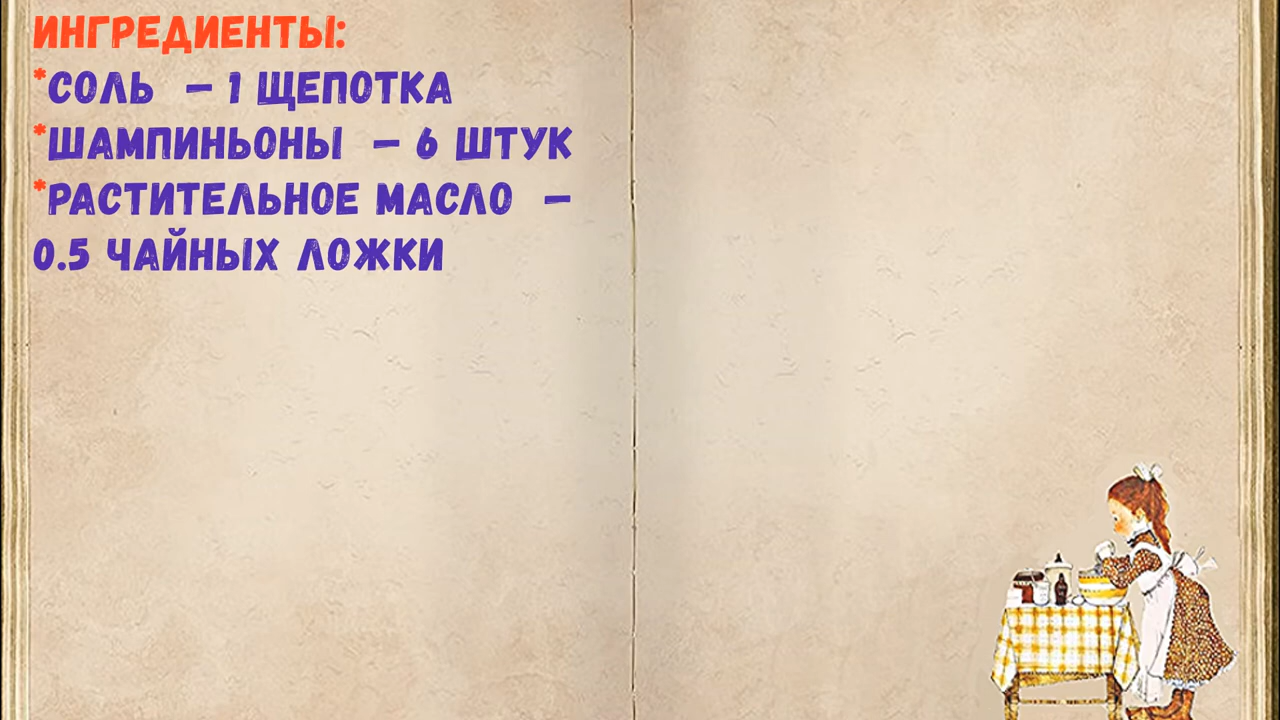 ИНГРЕДИЕНТЫ:
*СОЛЬ – 1 ЩЕПОТКА
*ШАМПИНЬОНЫ – 6 ШТУК
*РАСТИТЕЛЬНОЕ МАСЛО –
0.5 ЧАЙНЫХ ЛОЖКИ